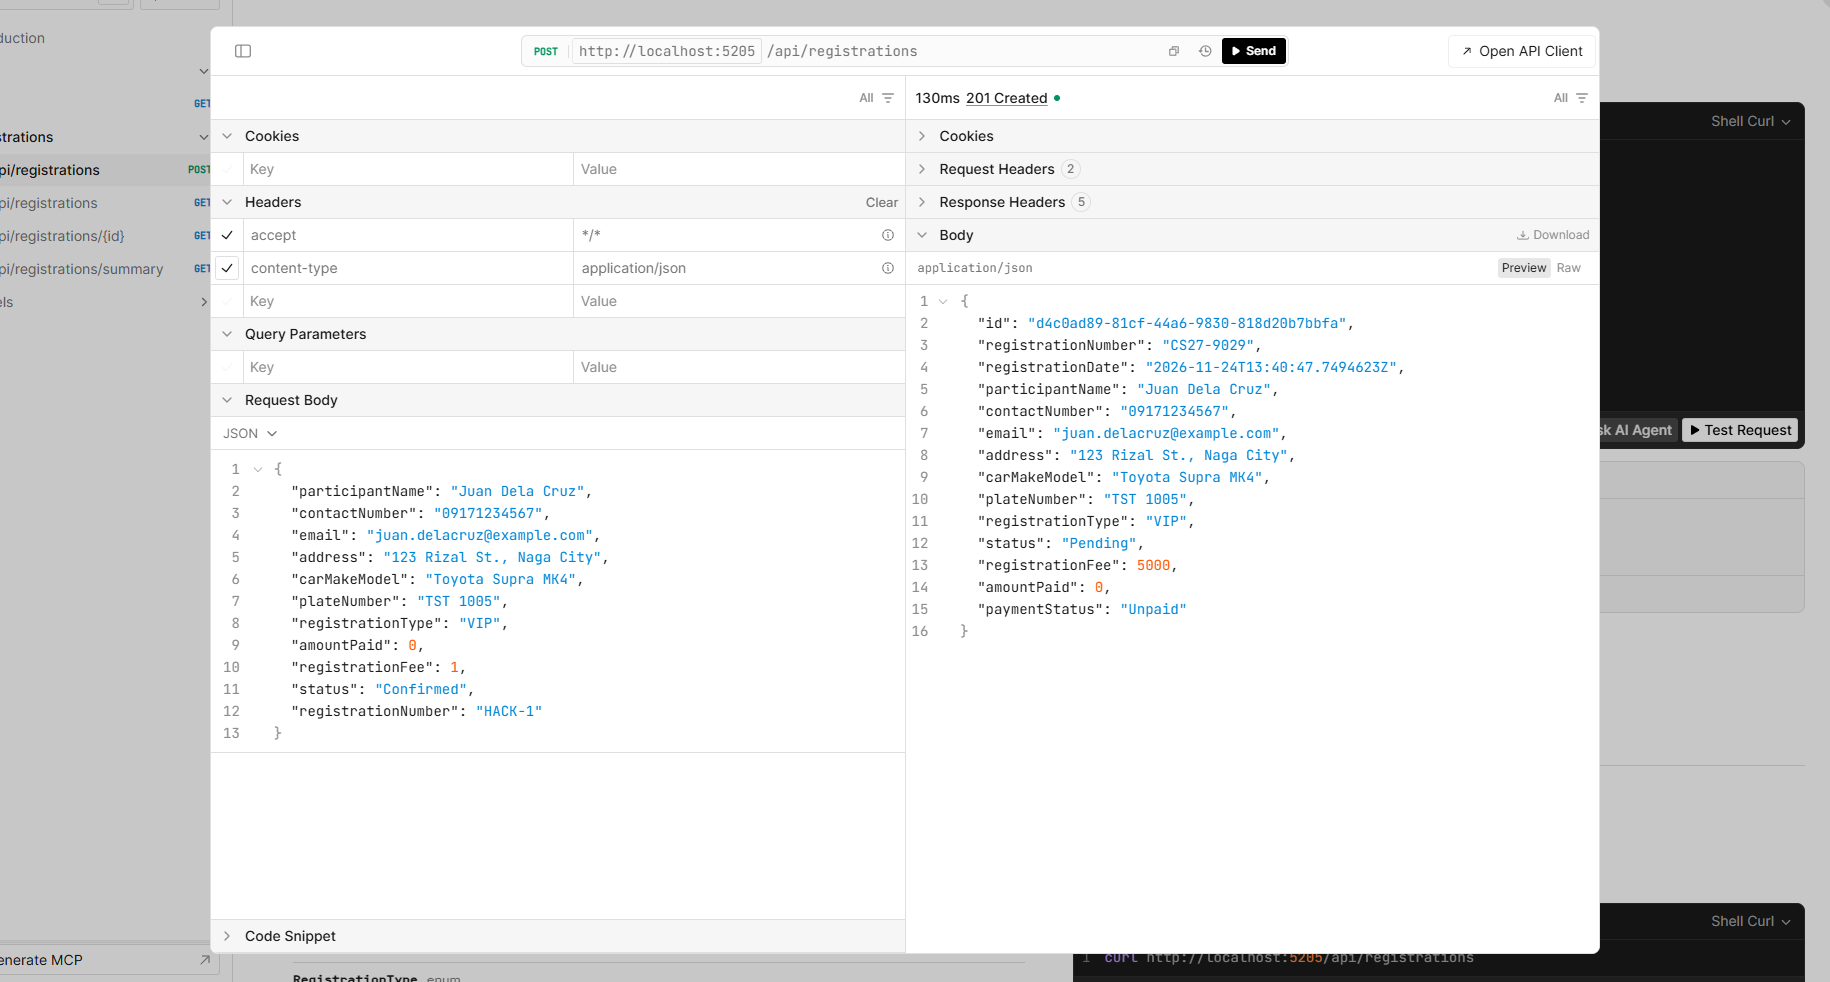 duction
GET
strations
pi/registrations POST
pi/registrations GET
pi/registrations/{id} GET
pi/registrations/summary GET
els
enerate MCP
POST http://localhost:5205 /api/registrations Send
Open API Client
All
Cookies
Key Value
Headers Clear
accept */*
content-type application/json
Key Value
Query Parameters
Key Value
Request Body
JSON
1 {
2 "participantName": "Juan Dela Cruz",
3 "contactNumber": "09171234567",
4 "email": "juan.delacruz@example.com",
5 "address": "123 Rizal St., Naga City",
6 "carMakeModel": "Toyota Supra MK4",
7 "plateNumber": "TST 1005",
8 "registrationType": "VIP",
9 "amountPaid": 0,
10 "registrationFee": 1,
11 "status": "Confirmed",
12 "registrationNumber": "HACK-1"
13 }
Code Snippet
130ms 201 Created All
Cookies
Request Headers 2
Response Headers 5
Body Download
application/json Preview Raw
1 {
2 "id": "d4c0ad89-81cf-44a6-9830-818d20b7bbfa",
3 "registrationNumber": "CS27-9029",
4 "registrationDate": "2026-11-24T13:40:47.7494623Z",
5 "participantName": "Juan Dela Cruz",
6 "contactNumber": "09171234567",
7 "email": "juan.delacruz@example.com",
8 "address": "123 Rizal St., Naga City",
9 "carMakeModel": "Toyota Supra MK4",
10 "plateNumber": "TST 1005",
11 "registrationType": "VIP",
12 "status": "Pending",
13 "registrationFee": 5000,
14 "amountPaid": 0,
15 "paymentStatus": "Unpaid"
16 }
Shell Curl
sk AI Agent Test Request
Shell Curl
1 curl http://localhost:5205/api/registrations
RegistrationType enum